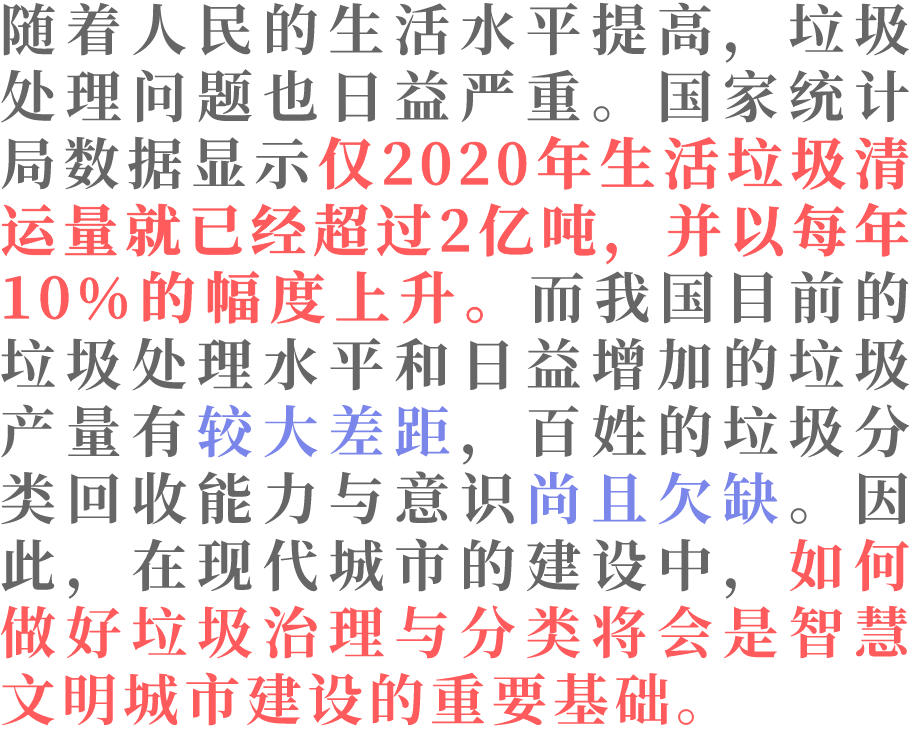 随着人民的生活水平提高，垃圾
处理问题也日益严重。国家统计
局数据显示仅2020年生活垃圾清
运量就已经超过2亿吨，并以每年
10%的幅度上升。而我国目前的
垃圾处理水平和日益增加的垃圾
产量有较大差距，百姓的垃圾分
类回收能力与意识尚且欠缺。因
此，在现代城市的建设中，如何
做好垃圾治理与分类将会是智慧
文明城市建设的重要基础。